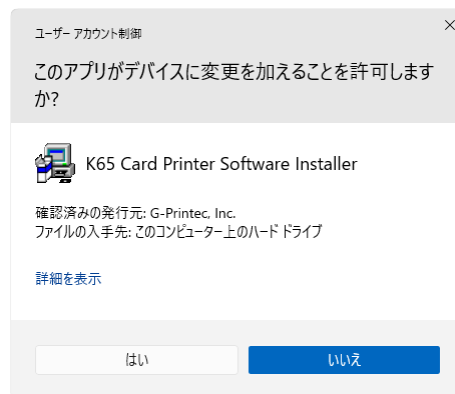 ユーザー アカウント制御
このアプリがデバイスに変更を加えることを許可します
か?
K65 Card Printer Software Installer
確認済みの発行元: G-Printec, Inc.
ファイルの入手先: このコンピューター上のハード ドライブ
詳細を表示
はい
いいえ